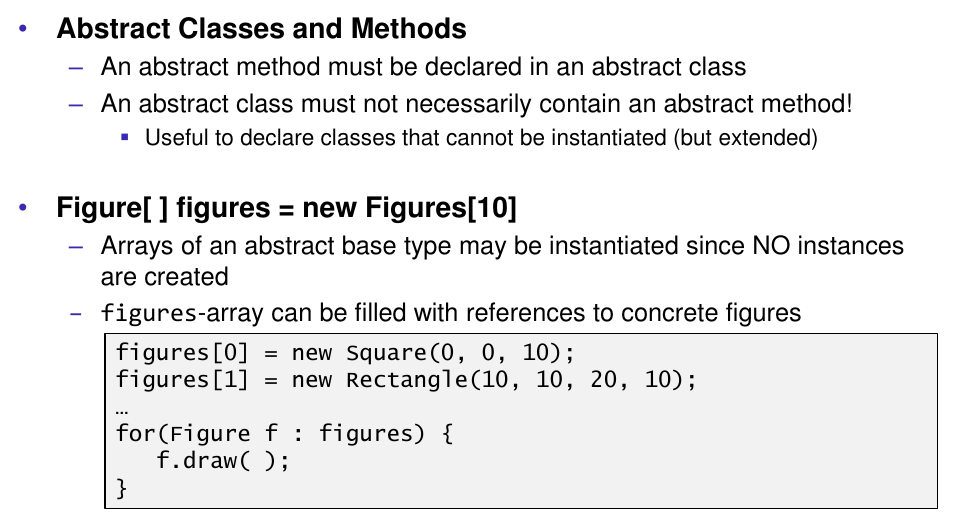 • Abstract Classes and Methods
– An abstract method must be declared in an abstract class
– An abstract class must not necessarily contain an abstract method!
▪ Useful to declare classes that cannot be instantiated (but extended)
• Figure[ ] figures = new Figures[10]
– Arrays of an abstract base type may be instantiated since NO instances
are created
– figures-array can be filled with references to concrete figures
figures[0] = new Square(0, 0, 10);
figures[1] = new Rectangle(10, 10, 20, 10);
…
for(Figure f : figures) {
f.draw( );
}